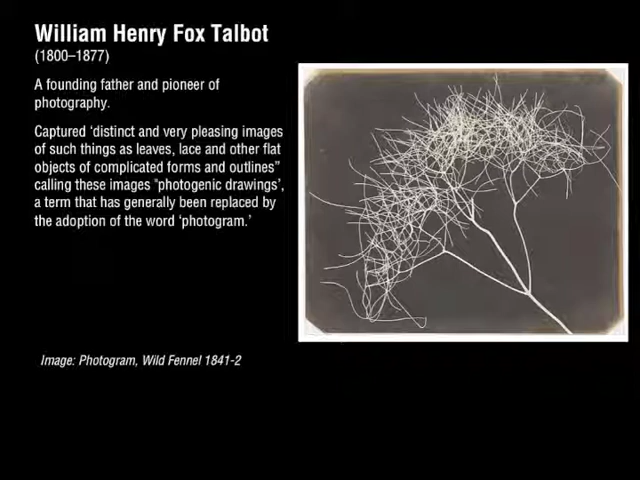 William Henry Fox Talbot
(1800–1877)
A founding father and pioneer of
photography.
Captured ‘distinct and very pleasing images
of such things as leaves, lace and other flat
objects of complicated forms and outlines”
calling these images "photogenic drawings’,
a term that has generally been replaced by
the adoption of the word ‘photogram.’
Image: Photogram, Wild Fennel 1841-2